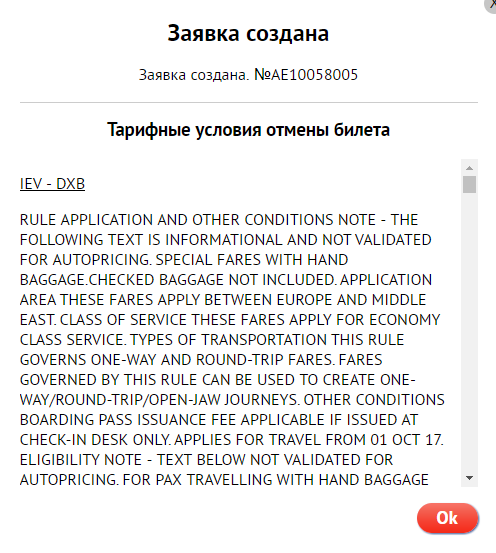 Заявка создана
Заявка создана. №AE10058005
Тарифные условия отмены билета
IEV - DXB
RULE APPLICATION AND OTHER CONDITIONS NOTE - THE
FOLLOWING TEXT IS INFORMATIONAL AND NOT VALIDATED
FOR AUTOPRICING. SPECIAL FARES WITH HAND
BAGGAGE.CHECKED BAGGAGE NOT INCLUDED. APPLICATION
AREA THESE FARES APPLY BETWEEN EUROPE AND MIDDLE
EAST. CLASS OF SERVICE THESE FARES APPLY FOR ECONOMY
CLASS SERVICE. TYPES OF TRANSPORTATION THIS RULE
GOVERNS ONE-WAY AND ROUND-TRIP FARES. FARES
GOVERNED BY THIS RULE CAN BE USED TO CREATE ONE-
WAY/ROUND-TRIP/OPEN-JAW JOURNEYS. OTHER CONDITIONS
BOARDING PASS ISSUANCE FEE APPLICABLE IF ISSUED AT
CHECK-IN DESK ONLY. APPLIES FOR TRAVEL FROM 01 OCT 17.
ELIGIBILITY NOTE - TEXT BELOW NOT VALIDATED FOR
AUTOPRICING. FOR PAX TRAVELLING WITH HAND BAGGAGE
Ok